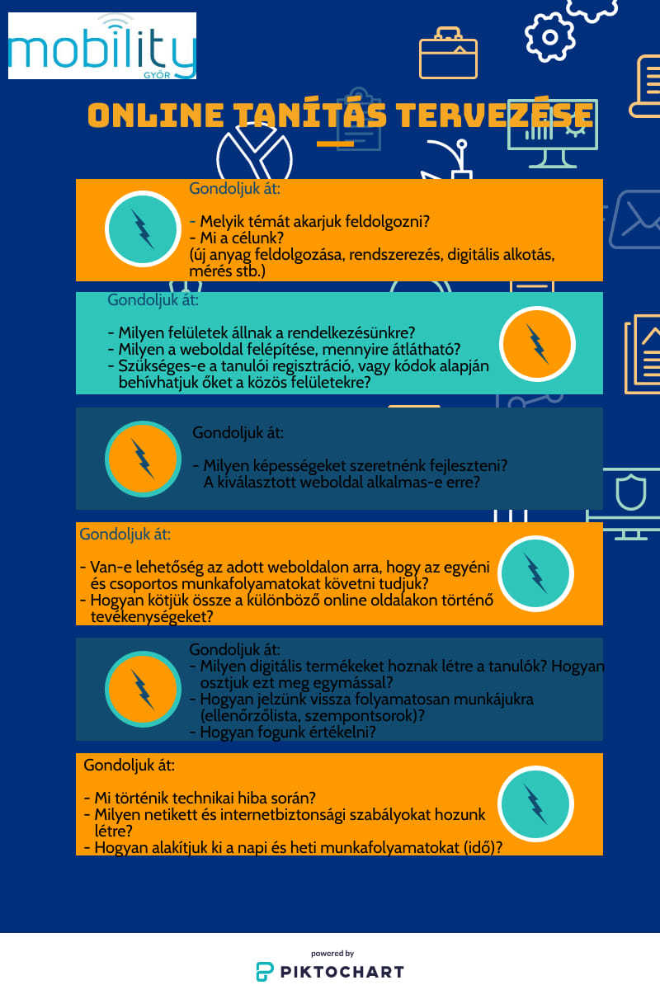 mobility
GYŐR
ONLINE TANÍTÁS TERVEZÉSE
Gondoljuk át:
- Melyik témát akarjuk feldolgozni?
- Mi a célunk?
(új anyag feldolgozása, rendszerezés, digitális alkotás,
mérés stb.)
Gondoljuk át:
- Milyen felületek állnak a rendelkezésünkre?
- Milyen a weboldal felépítése, mennyire átlátható?
- Szükséges-e a tanulói regisztráció, vagy kódok alapján
behívhatjuk őket a közös felületekre?
Gondoljuk át:
- Milyen képességeket szeretnénk fejleszteni?
A kiválasztott weboldal alkalmas-e erre?
Gondoljuk át:
- Van-e lehetőség az adott weboldalon arra, hogy az egyéni
és csoportos munkafolyamatokat követni tudjuk?
- Hogyan kötjük össze a különböző online oldalakon történő
tevékenységeket?
Gondoljuk át:
- Milyen digitális termékeket hoznak létre a tanulók? Hogyan
osztjuk ezt meg egymással?
- Hogyan jelzünk vissza folyamatosan munkájukra
(ellenőrzőlista, szempontsorok)?
- Hogyan fogunk értékelni?
Gondoljuk át:
- Mi történik technikai hiba során?
- Milyen netikett és internetbiztonsági szabályokat hozunk
létre?
- Hogyan alakítjuk ki a napi és heti munkafolyamatokat (idő)?
powered by
PIKTOCHART